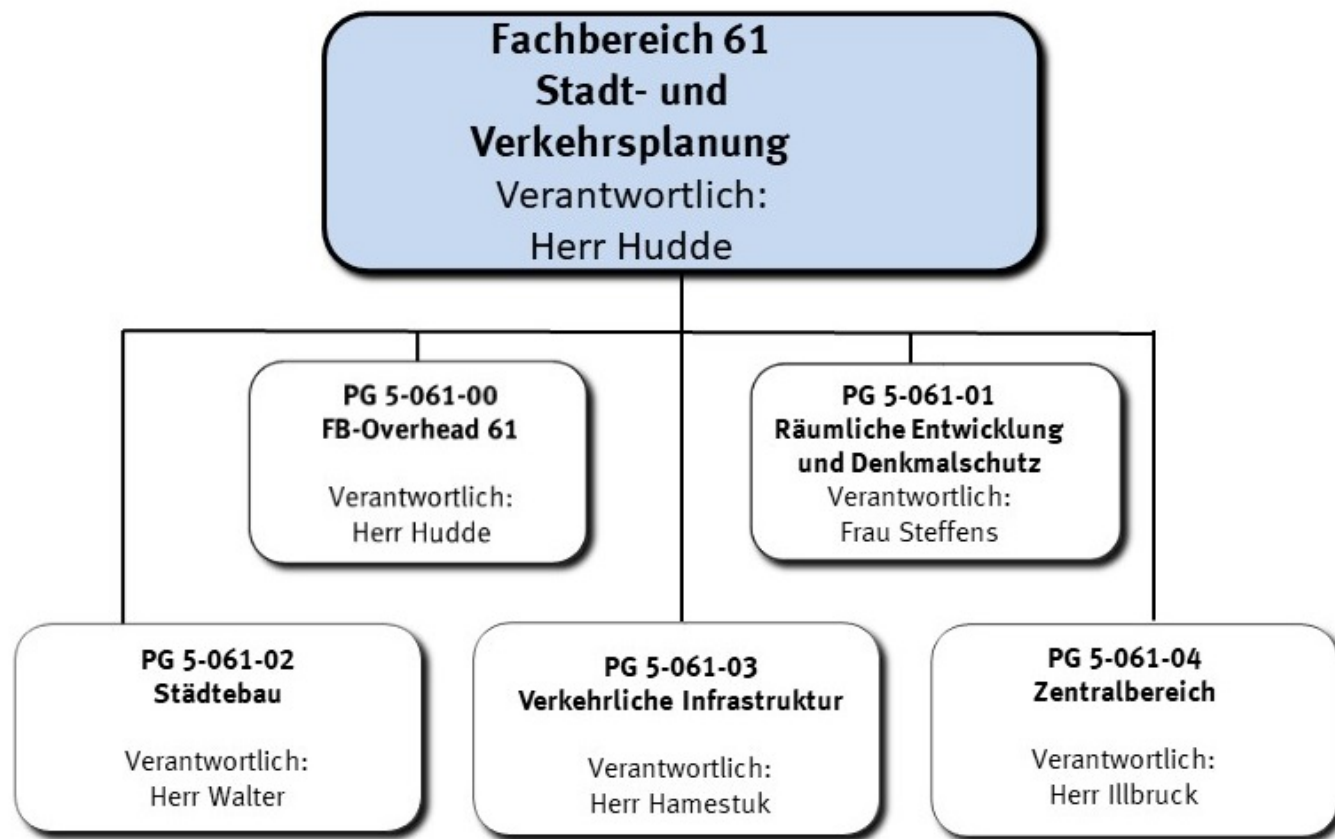 Fachbereich 61
Stadt- und
Verkehrsplanung
Verantwortlich:
Herr Hudde
PG 5-061-00
FB-Overhead 61
Verantwortlich:
Herr Hudde
PG 5-061-01
Räumliche Entwicklung
und Denkmalschutz
Verantwortlich:
Frau Steffens
PG 5-061-02
Städtebau
Verantwortlich:
Herr Walter
PG 5-061-03
Verkehrliche Infrastruktur
Verantwortlich:
Herr Hamestuk
PG 5-061-04
Zentralbereich
Verantwortlich:
Herr Illbruck